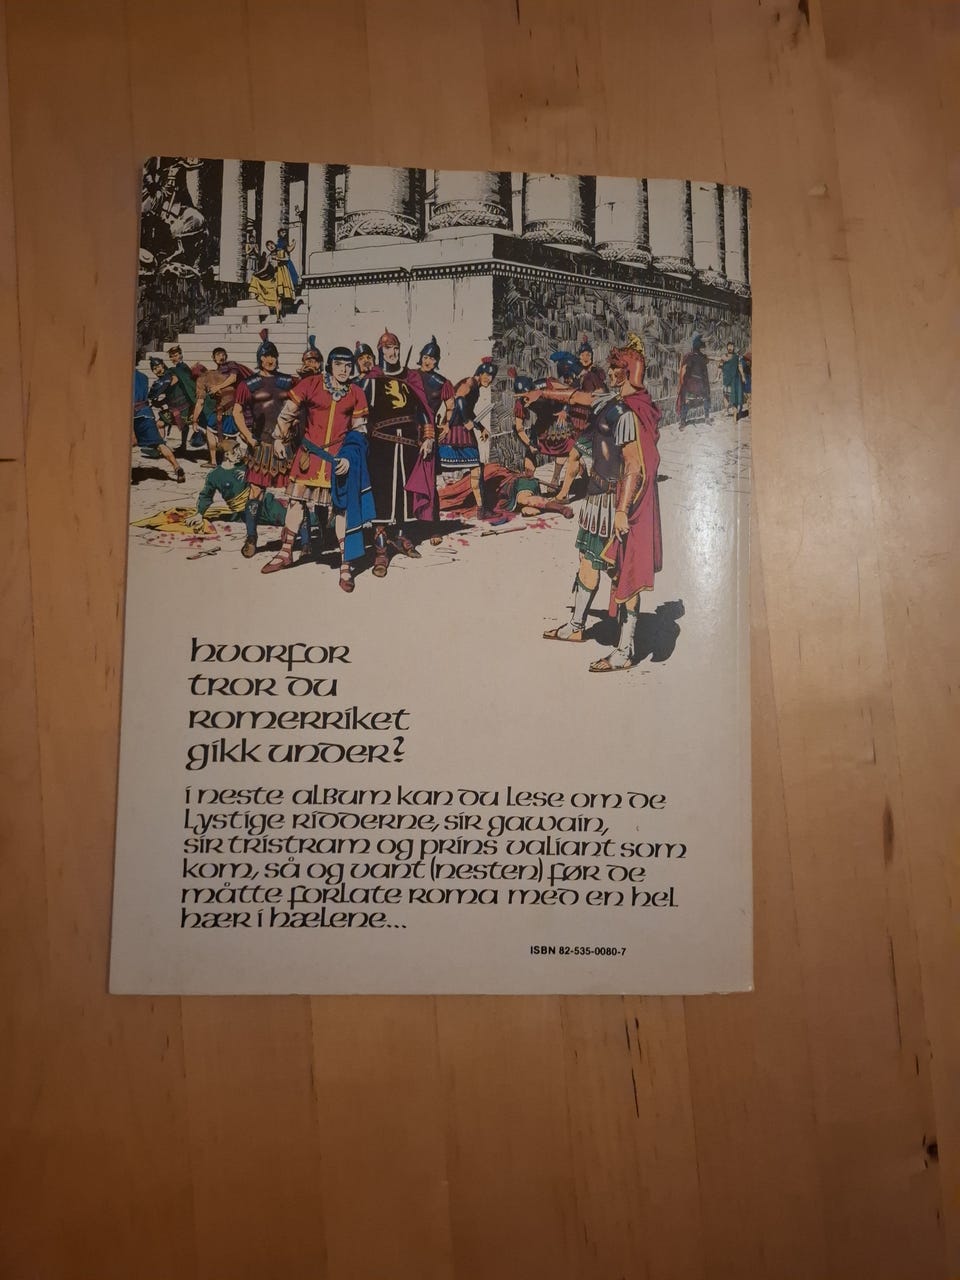 hvorfor
tror du
romerriket
gikk under?
i neste album kan du lese om de
lystige ridderne, sir gawain,
sir tristram og prins valiant som
kom, så og vant (nesten) før de
måtte forlate roma med en hel
hær i hælene...
ISBN 82-535-0080-7